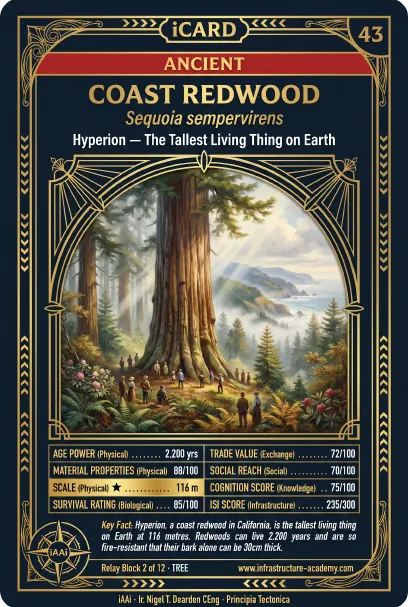 iCARD
43
ANCIENT
COAST REDWOOD
Sequoia sempervirens
Hyperion — The Tallest Living Thing on Earth
AGE POWER (Physical) ........ 2,200 yrs
TRADE VALUE (Exchange) ....... 72/100
MATERIAL PROPERTIES (Physical) 88/100
SOCIAL REACH (Social) ......... 70/100
SCALE (Physical) ★ ............ 116 m
COGNITION SCORE (Knowledge) .. 75/100
SURVIVAL RATING (Biological) .... 85/100
ISI SCORE (Infrastructure) ..... 235/300
Key Fact: Hyperion, a coast redwood in California, is the tallest living thing
on Earth at 116 metres. Redwoods can live 2,200 years and are so
fire-resistant that their bark alone can be 30cm thick.
iAAi
Relay Block 2 of 12 · TREE
www.infrastructure-academy.com
iAAi · Ir. Nigel T. Dearden CEng · Principia Tectonica